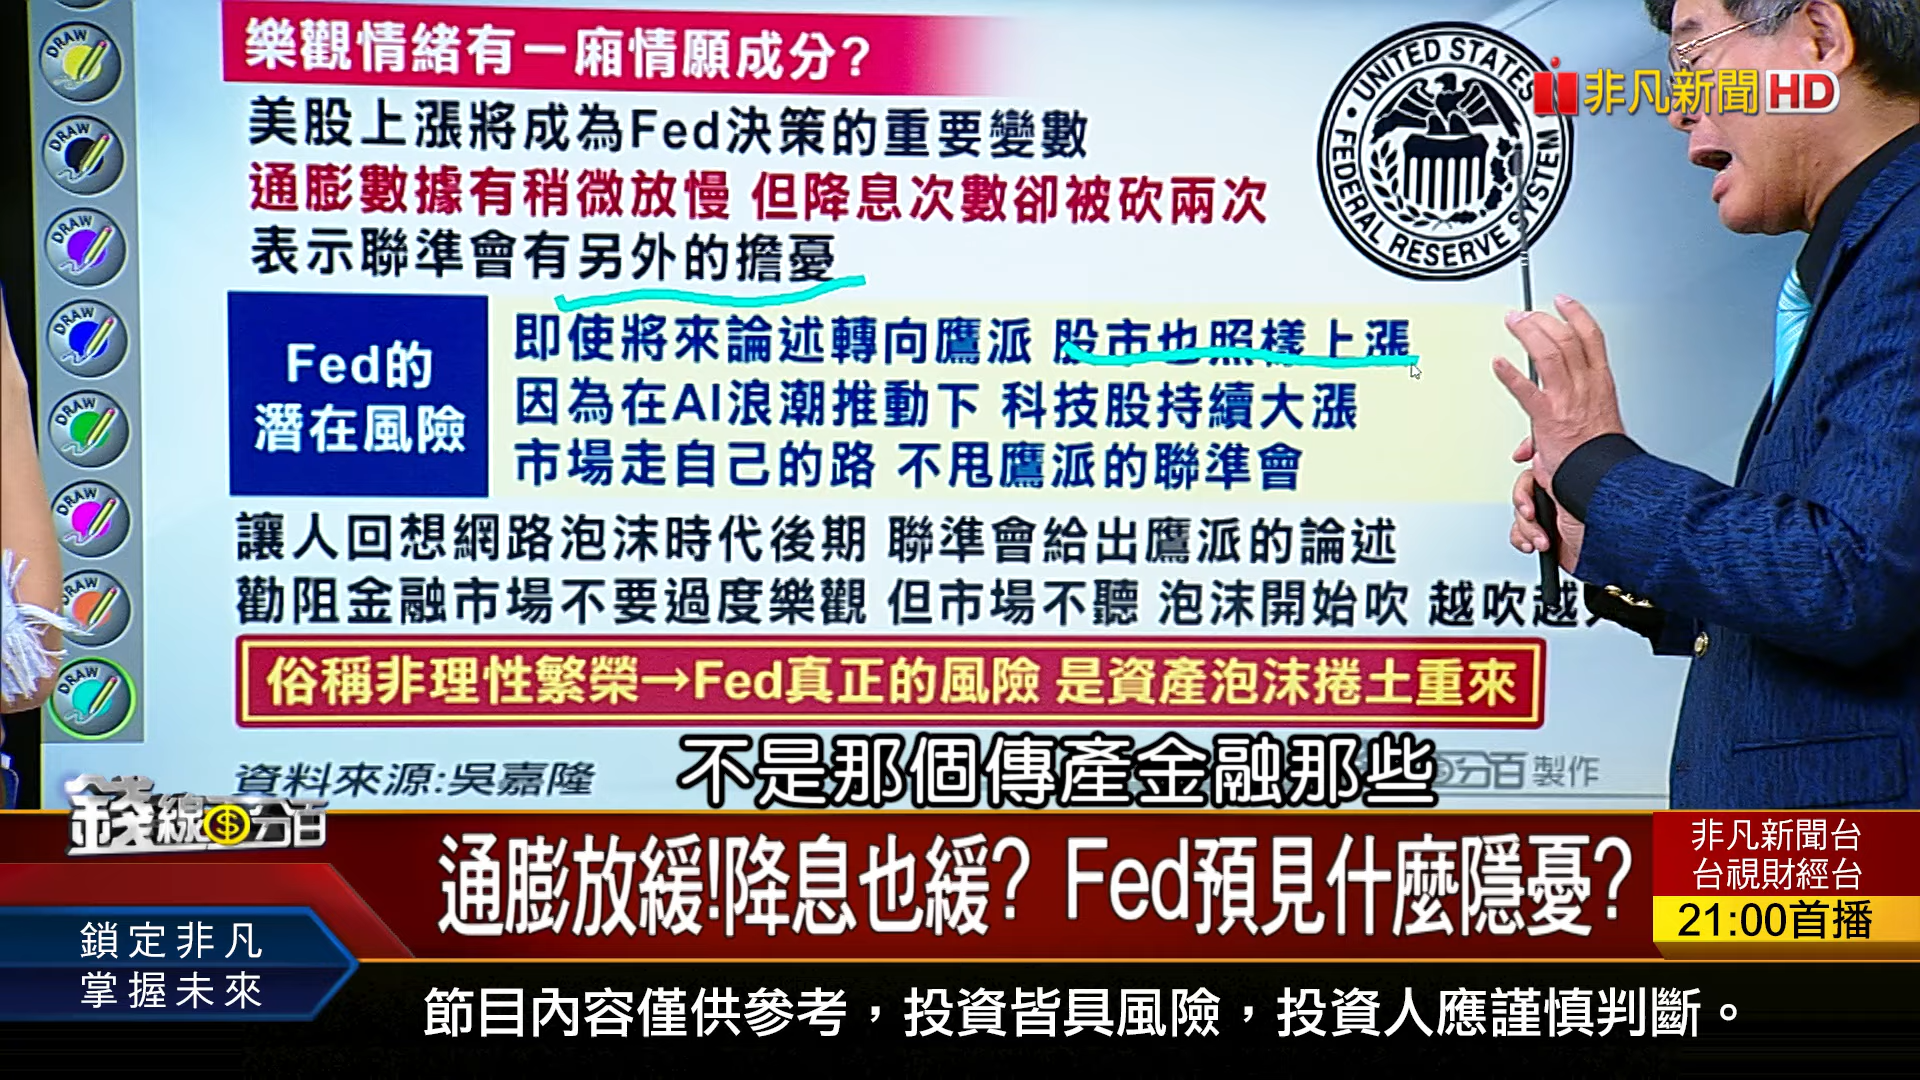 樂觀情緒有一廂情願成分?
美股上漲將成為Fed決策的重要變數
通膨數據有稍微放慢 但降息次數卻被砍兩次
表示聯準會有另外的擔憂
Fed的
潛在風險
即使將來論述轉向鷹派 股市也照樣上漲
因為在AI浪潮推動下 科技股持續大漲
市場走自己的路 不甩鷹派的聯準會
讓人回想網路泡沫時代後期 聯準會給出鷹派的論述
勸阻金融市場不要過度樂觀 但市場不聽 泡沫開始吹 越吹越
俗稱非理性繁榮→Fed真正的風險 是資產泡沫捲土重來
資料來源:吳嘉隆
分百製作
UNITED STATES
FEDERAL RESERVE SYSTEM
非凡新聞HD
DRAW
DRAW
DRAW
DRAW
DRAW
DRAW
DRAW
DRAW
不是那個傳產金融那些
錢線百分百
通膨放緩!降息也緩? Fed預見什麼隱憂?
非凡新聞台
台視財經台
21:00首播
鎖定非凡
掌握未來
節目內容僅供參考，投資皆具風險，投資人應謹慎判斷。